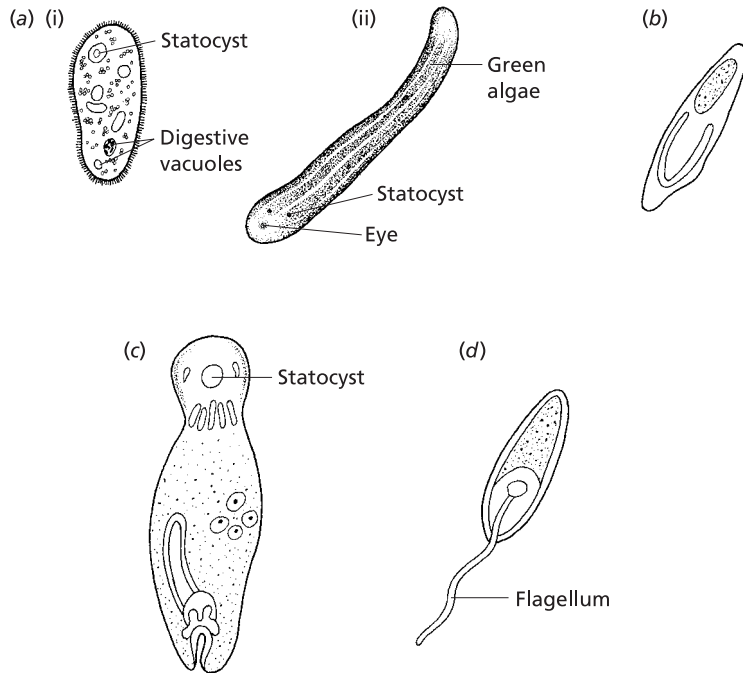 (a) (i)
Statocyst
Digestive
vacuoles
(ii)
Green
algae
Statocyst
Eye
(b)
(c)
Statocyst
(d)
Flagellum